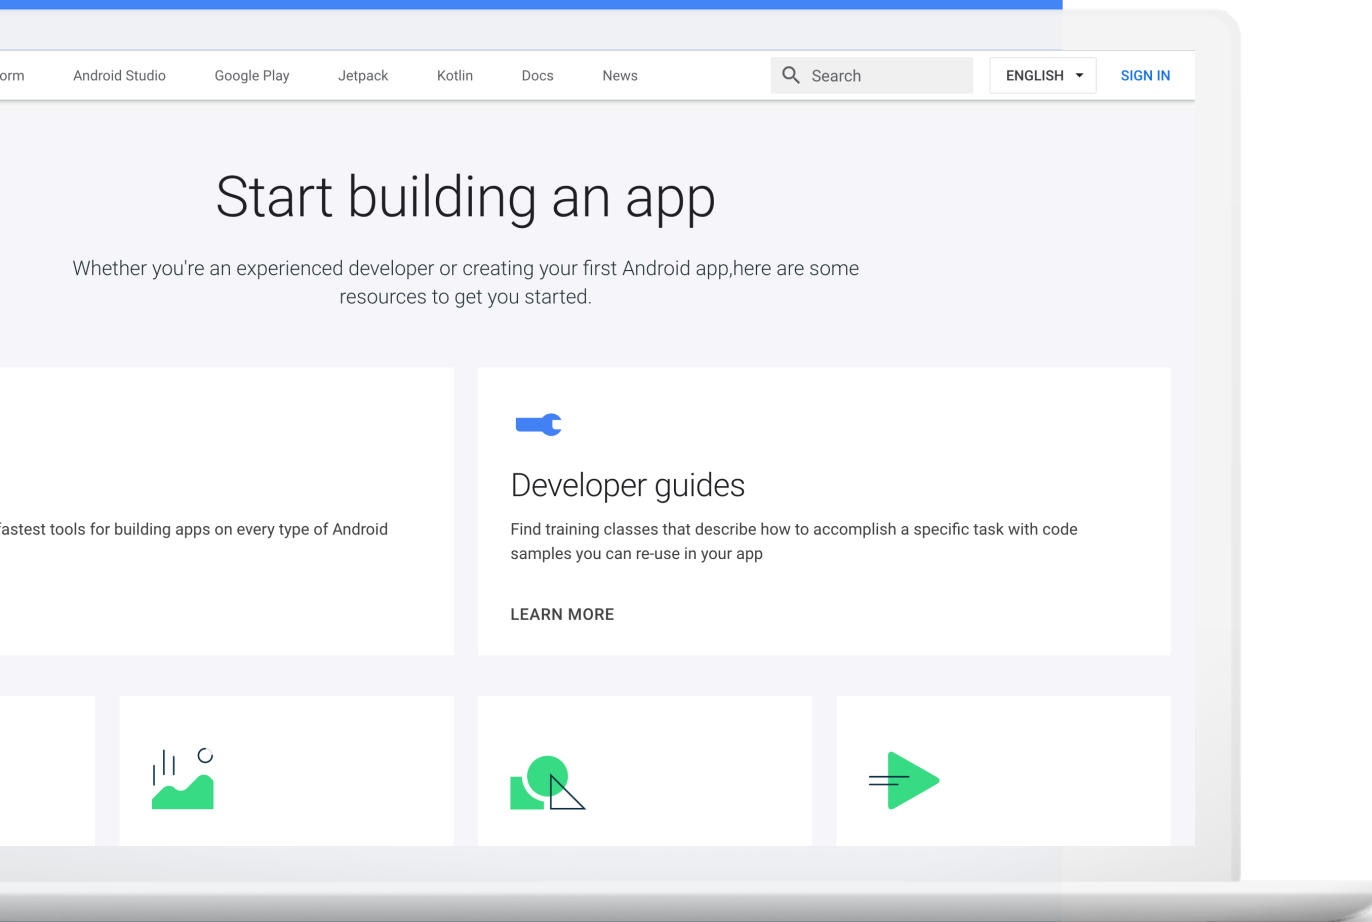 Android Studio Google Play Jetpack Kotlin Docs News Search ENGLISH SIGN IN
Start building an app
Whether you're an experienced developer or creating your first Android app,here are some
resources to get you started.
tools for building apps on every type of Android
Developer guides
Find training classes that describe how to accomplish a specific task with code
samples you can re-use in your app
LEARN MORE